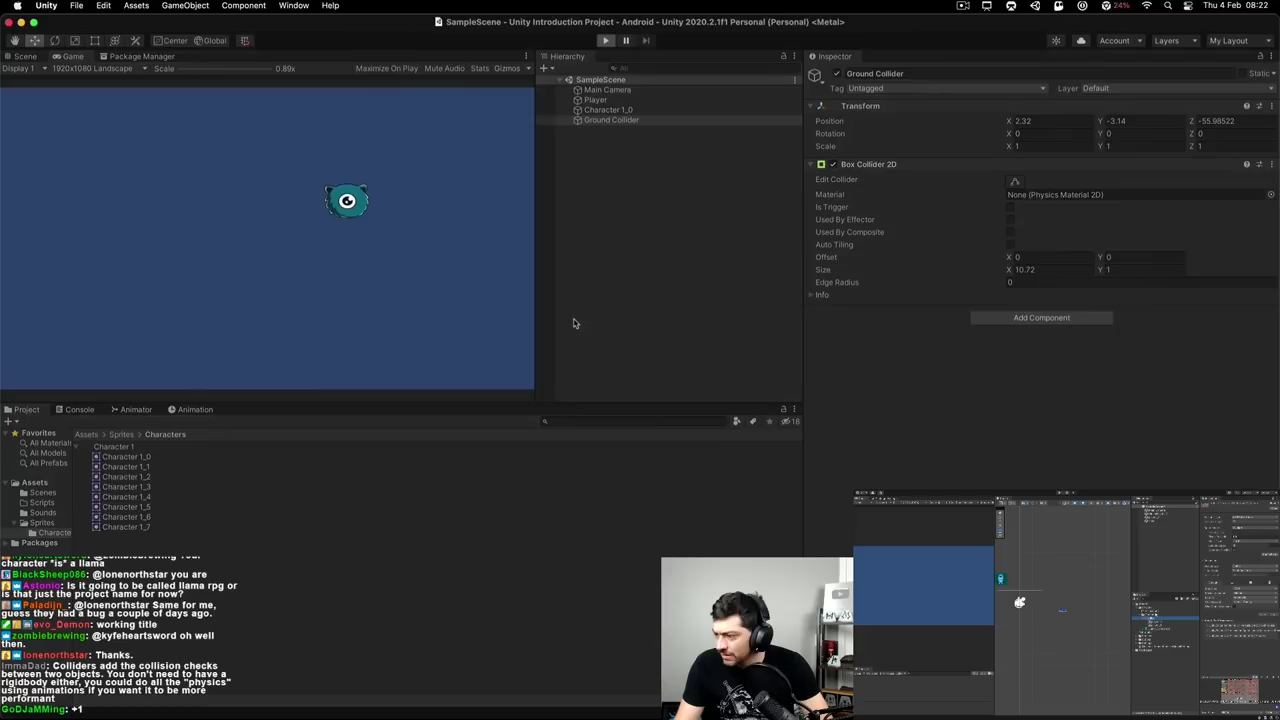 Unity File Edit Assets GameObject Component Window Help
24% Thu 4 Feb 08:22
SampleScene - Unity Introduction Project - Android - Unity 2020.2.1f1 Personal (Personal) <Metal>
Center Global
Account Layers My Layout
Scene Game Package Manager
Display 1 1920x1080 Landscape Scale 0.89x Maximize On Play Mute Audio Stats Gizmos
Hierarchy
All
SampleScene
Main Camera
Player
Character 1_0
Ground Collider
Inspector
Ground Collider Static
Tag Untagged Layer Default
Transform
Position X 2.32 Y -3.14 Z -55.98522
Rotation X 0 Y 0 Z 0
Scale X 1 Y 1 Z 1
Box Collider 2D
Edit Collider
Material None (Physics Material 2D)
Is Trigger
Used By Effector
Used By Composite
Auto Tiling
Offset X 0 Y 0
Size X 10.72 Y 1
Edge Radius 0
Info
Add Component
Project Console Animator Animation
18
Favorites
All Materials
All Models
All Prefabs
Assets
Scenes
Scripts
Sounds
Sprites
Characte
Packages
Assets Sprites Characters
Character 1
Character 1_0
Character 1_1
Character 1_2
Character 1_3
Character 1_4
Character 1_5
Character 1_6
Character 1_7
character *is* a llama
BlackSheep086: @lonenorthstar you are
Astonio: Is it going to be called llama rpg or
is that just the project name for now?
Paladijn_: @lonenorthstar Same for me,
guess they had a bug a couple of days ago.
evo_Demon: working title
zombiebrewing: @kyfeheartsword oh well
then.
lonenorthstar: Thanks.
ImmaDad: Colliders add the collision checks
between two objects. You don't need to have a
rigidboty either, you could do all the "physics"
using animations if you want it to be more
performant
GoDJaMMing: +1